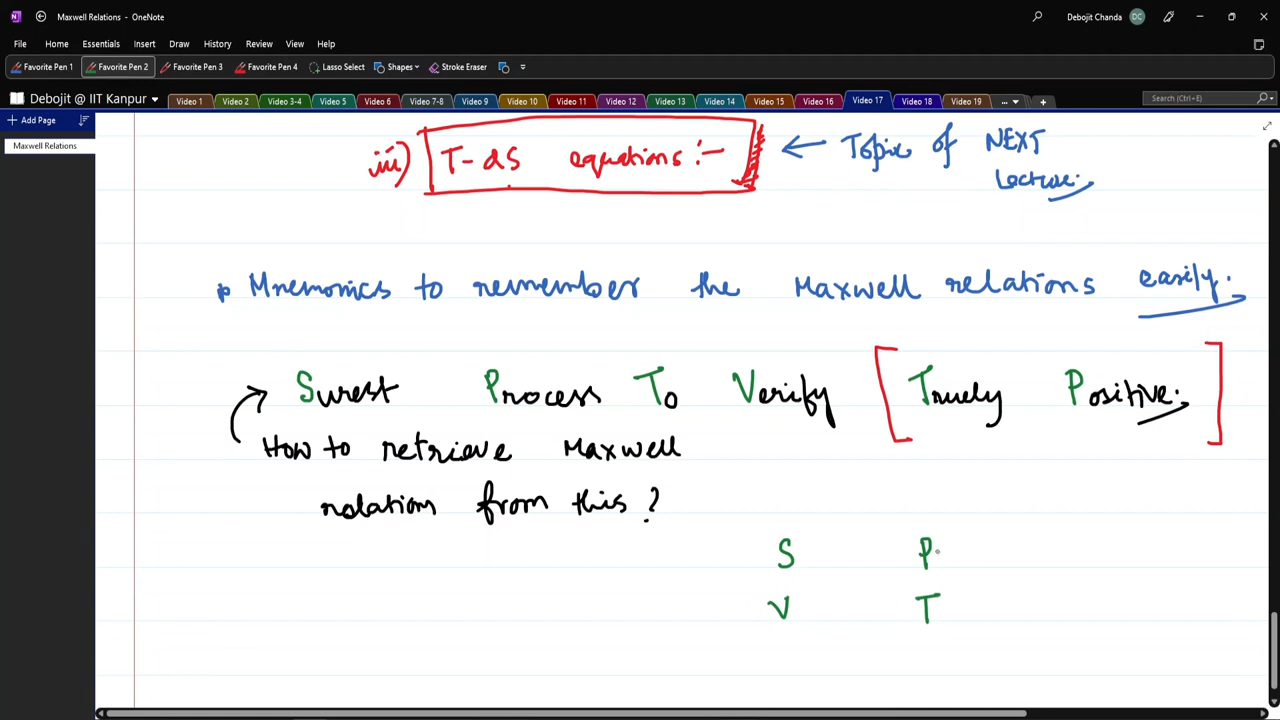 Maxwell Relations - OneNote
Debojit Chanda DC
File Home Essentials Insert Draw History Review View Help
Favorite Pen 1 Favorite Pen 2 Favorite Pen 3 Favorite Pen 4 Lasso Select Shapes Stroke Eraser
Debojit @ IIT Kanpur Video 1 Video 2 Video 3-4 Video 5 Video 6 Video 7-8 Video 9 Video 10 Video 11 Video 12 Video 13 Video 14 Video 15 Video 16 Video 17 Video 18 Video 19 ... + Search (Ctrl+E)
+ Add Page
Maxwell Relations
iii) T-dS equations:- ← Topic of NEXT
Lecture.
Mnemonics to remember the Maxwell relations easily.
Surest Process To Verify [Truely Positive.]
How to retrieve Maxwell
relation from this?
S P
V T